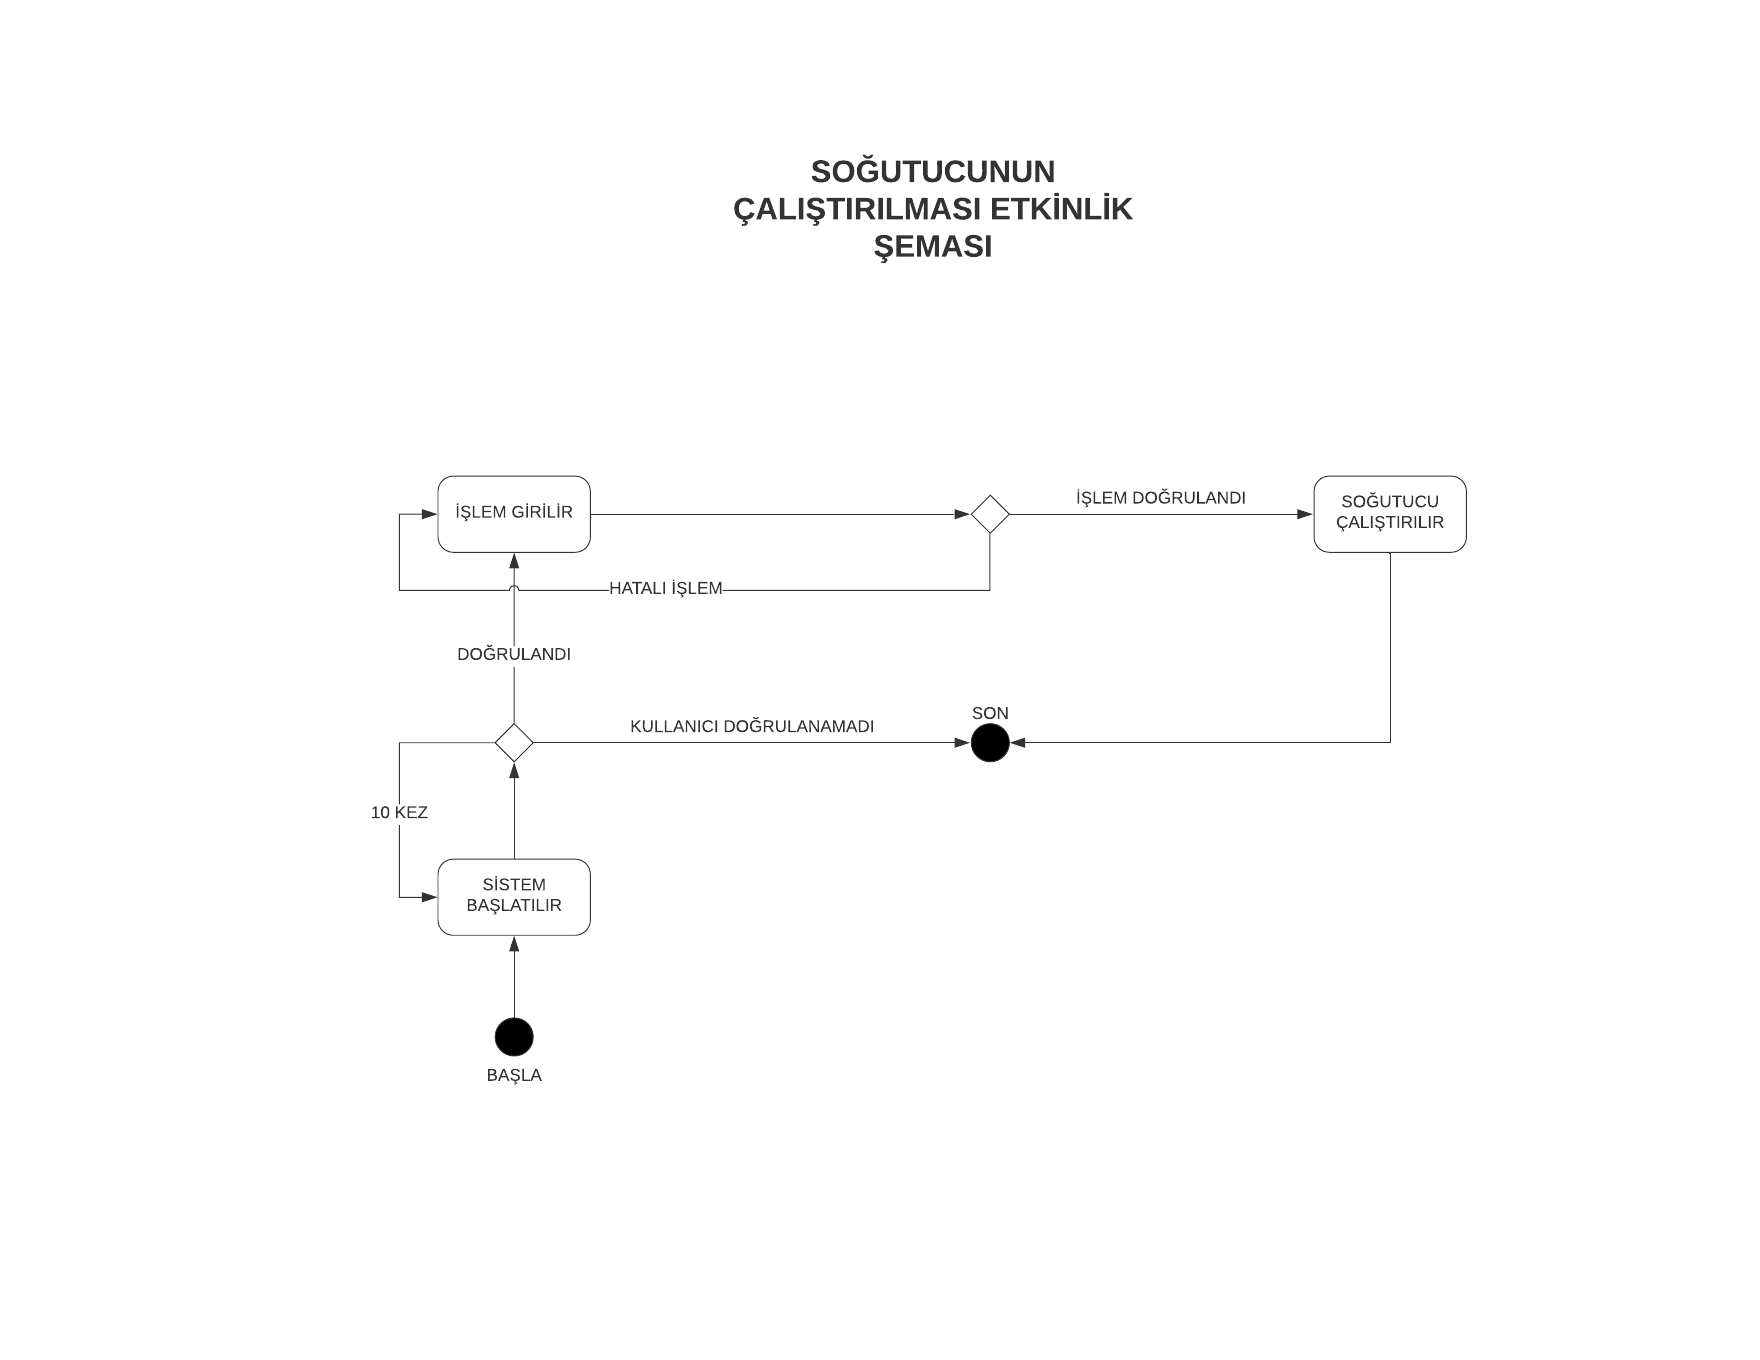 SOĞUTUCUNUN
ÇALIŞTIRILMASI ETKİNLİK
ŞEMASI
İŞLEM GİRİLİR
İŞLEM DOĞRULANDI
SOĞUTUCU
ÇALIŞTIRILIR
HATALI İŞLEM
DOĞRULANDI
KULLANICI DOĞRULANAMADI
SON
10 KEZ
SİSTEM
BAŞLATILIR
BAŞLA